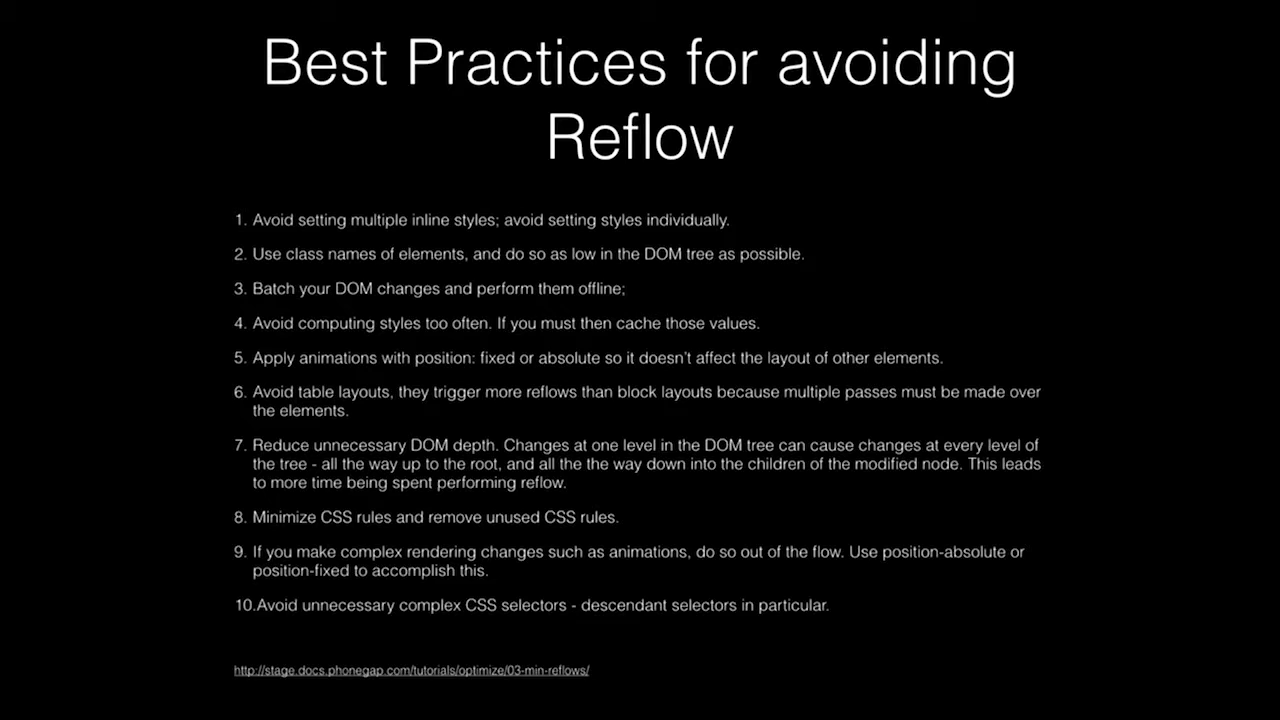 Best Practices for avoiding
Reflow
1. Avoid setting multiple inline styles; avoid setting styles individually.
2. Use class names of elements, and do so as low in the DOM tree as possible.
3. Batch your DOM changes and perform them offline;
4. Avoid computing styles too often. If you must then cache those values.
5. Apply animations with position: fixed or absolute so it doesn't affect the layout of other elements.
6. Avoid table layouts, they trigger more reflows than block layouts because multiple passes must be made over
the elements.
7. Reduce unnecessary DOM depth. Changes at one level in the DOM tree can cause changes at every level of
the tree - all the way up to the root, and all the the way down into the children of the modified node. This leads
to more time being spent performing reflow.
8. Minimize CSS rules and remove unused CSS rules.
9. If you make complex rendering changes such as animations, do so out of the flow. Use position-absolute or
position-fixed to accomplish this.
10.Avoid unnecessary complex CSS selectors - descendant selectors in particular.
http://stage.docs.phonegap.com/tutorials/optimize/03-min-reflows/